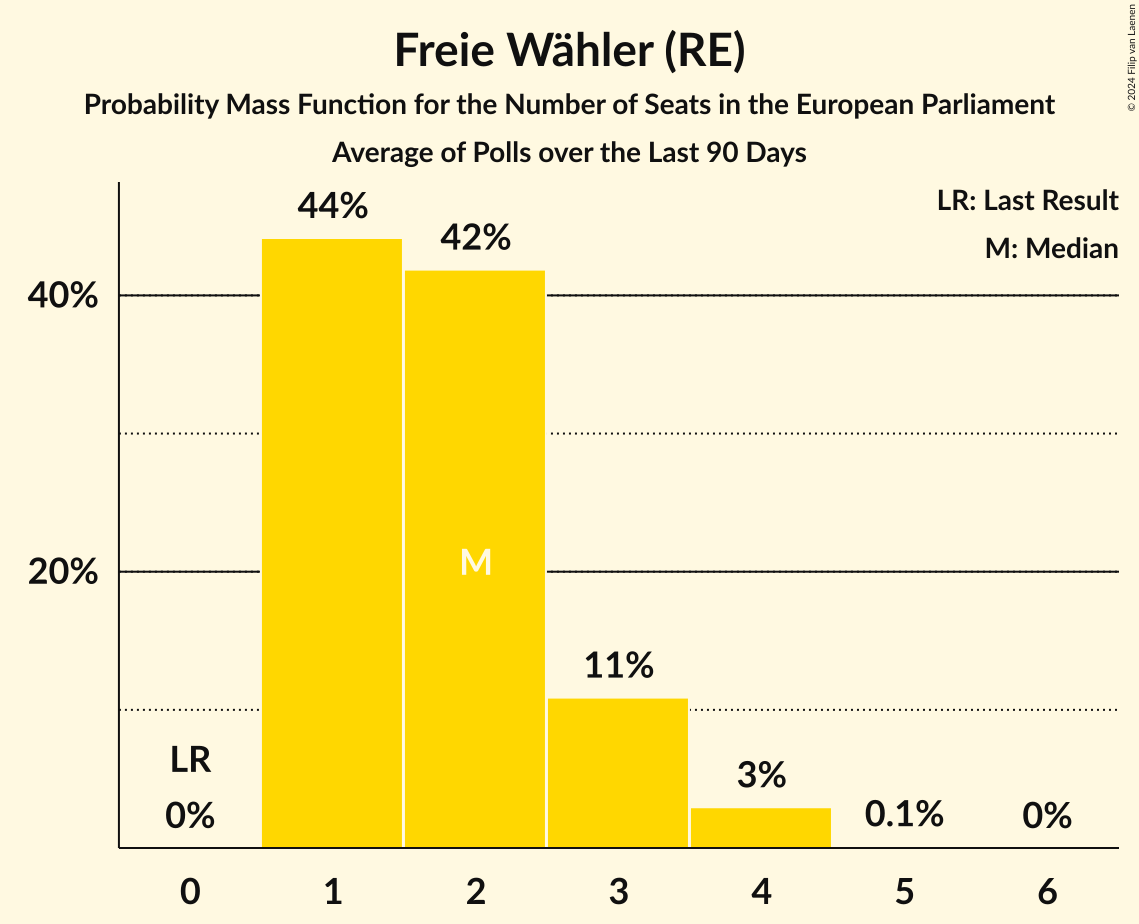 Freie Wähler (RE)
Probability Mass Function for the Number of Seats in the European Parliament
Average of Polls over the Last 90 Days
© 2024 Filip van Laenen
LR: Last Result
M: Median
44%
42%
40%
M
20%
11%
LR
3%
0%
0.1%
0%
0 1 2 3 4 5 6